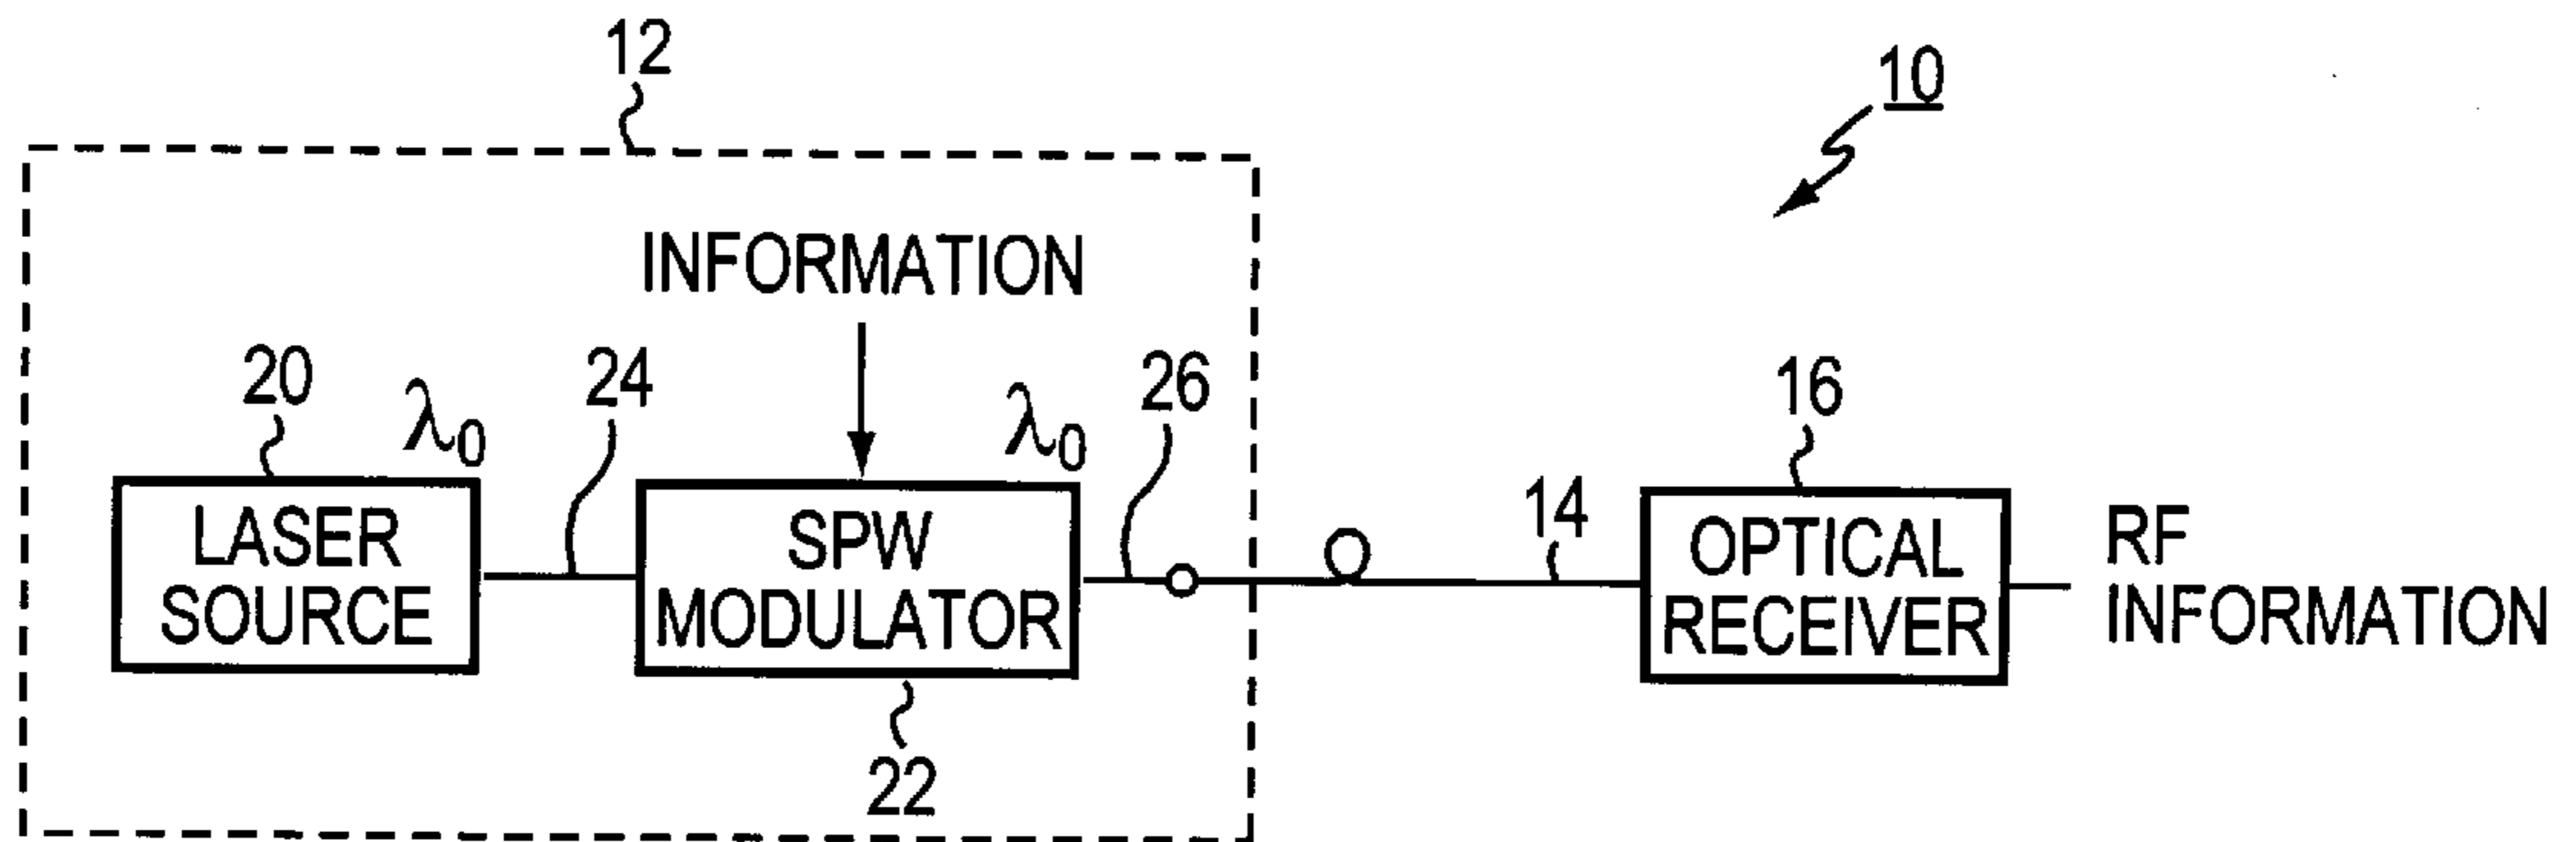 12
10
INFORMATION
20
λ0
24
λ0
26
16
LASER
SOURCE
SPW
MODULATOR
14
OPTICAL
RECEIVER
RF
INFORMATION
22